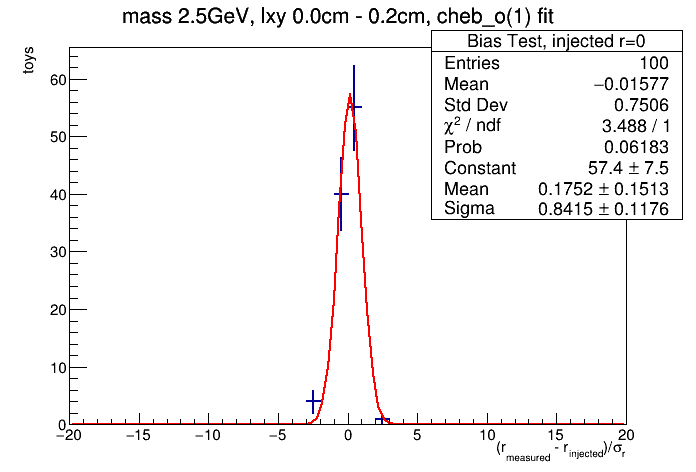 mass 2.5GeV, lxy 0.0cm - 0.2cm, cheb_o(1) fit
toys
Bias Test, injected r=0
Entries 100
Mean −0.01577
Std Dev 0.7506
χ² / ndf 3.488 / 1
Prob 0.06183
Constant 57.4 ± 7.5
Mean 0.1752 ± 0.1513
Sigma 0.8415 ± 0.1176
60
50
40
30
20
10
0
−20 −15 −10 −5 0 5 10 15 20
(r_measured - r_injected)/σ_r